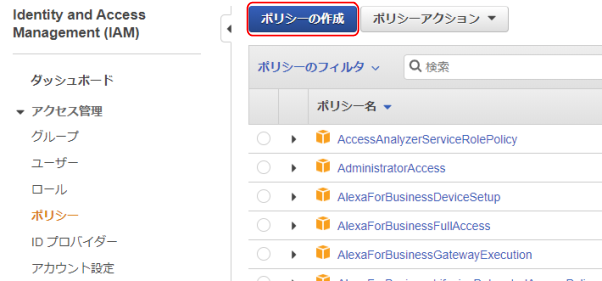 Identity and Access
Management (IAM)
ダッシュボード
アクセス管理
グループ
ユーザー
ロール
ポリシー
ID プロバイダー
アカウント設定
ポリシーの作成
ポリシーアクション
ポリシーのフィルタ
検索
ポリシー名
AccessAnalyzerServiceRolePolicy
AdministratorAccess
AlexaForBusinessDeviceSetup
AlexaForBusinessFullAccess
AlexaForBusinessGatewayExecution